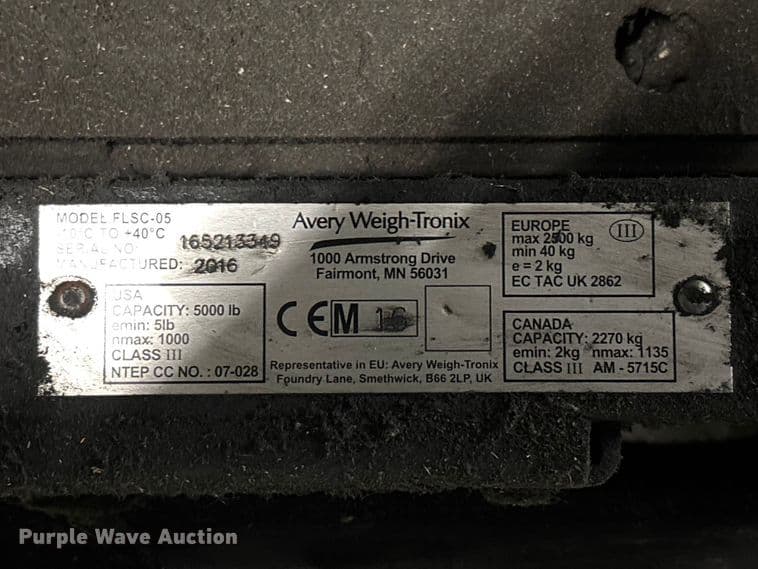 MODEL FLSC-05
-10°C TO +40°C
SERIAL NO: 165213349
MANUFACTURED: 2016
USA
CAPACITY: 5000 lb
emin: 5lb
nmax: 1000
CLASS III
NTEP CC NO. : 07-028
Avery Weigh-Tronix
1000 Armstrong Drive
Fairmont, MN 56031
CE M 16
Representative in EU: Avery Weigh-Tronix
Foundry Lane, Smethwick, B66 2LP, UK
EUROPE III
max kg
min 40 kg
e = 2 kg
EC TAC UK 2862
CANADA
CAPACITY: 2270 kg
emin: 2kg nmax: 1135
CLASS III AM - 5715C
Purple Wave Auction